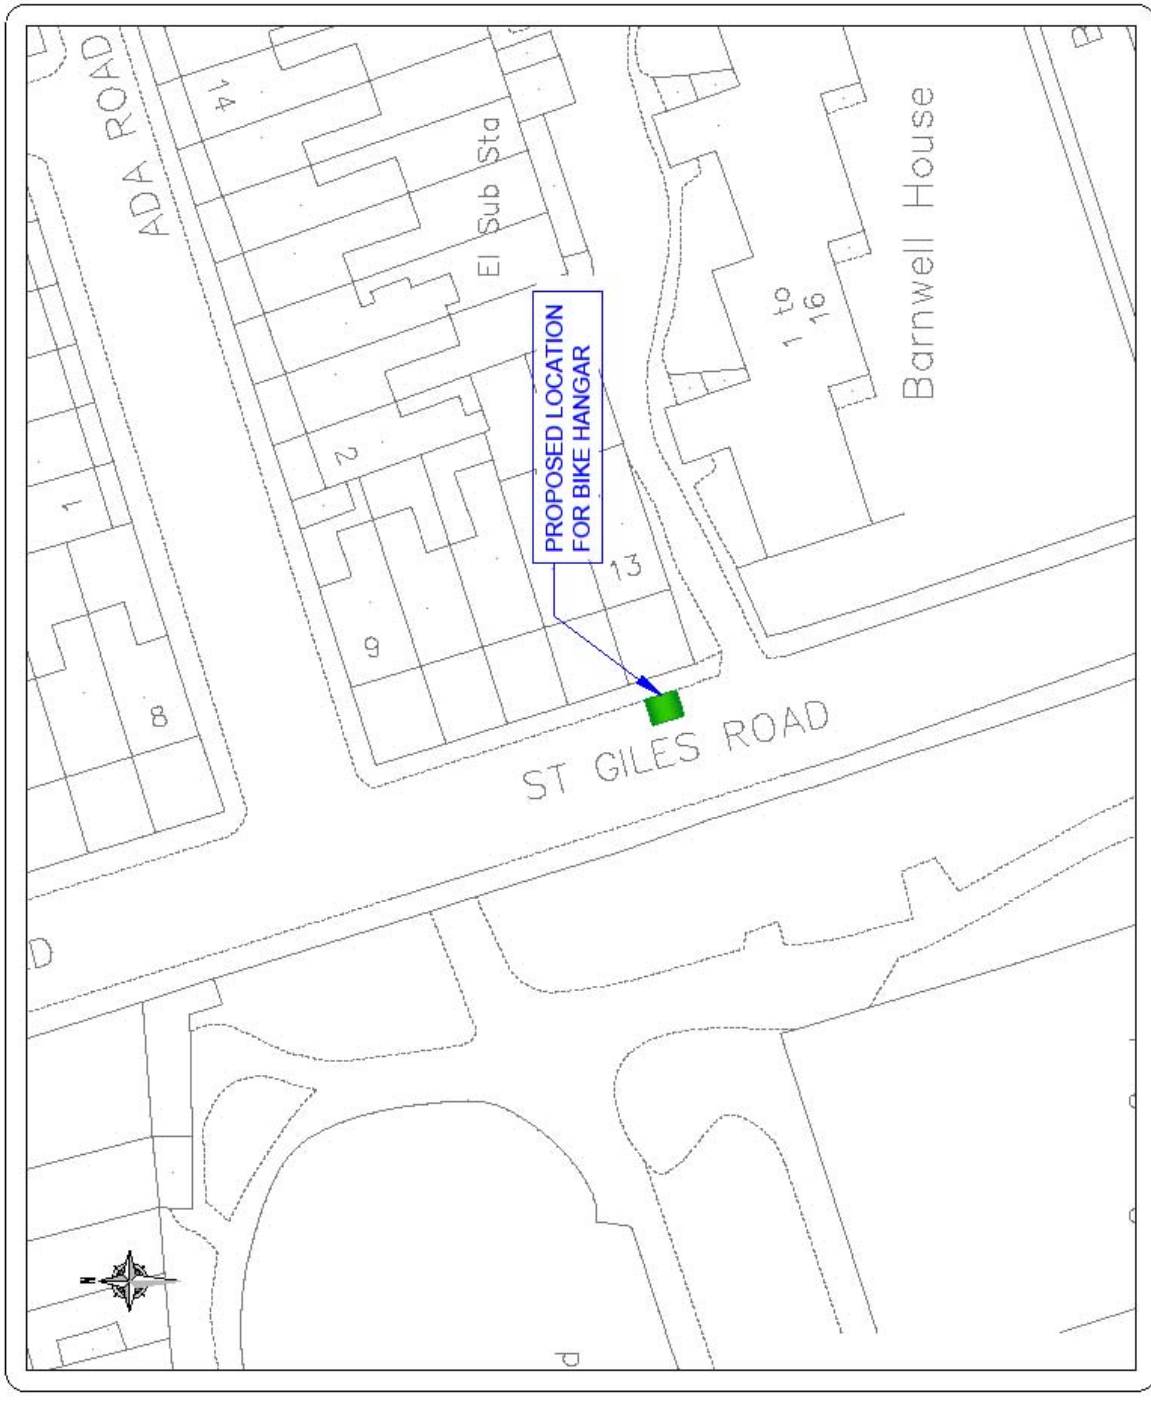 ADA ROAD
14
El Sub Sta
1 to
16
Barnwell House
B
PROPOSED LOCATION
FOR BIKE HANGAR
2
1
13
9
8
ST GILES ROAD
D
N